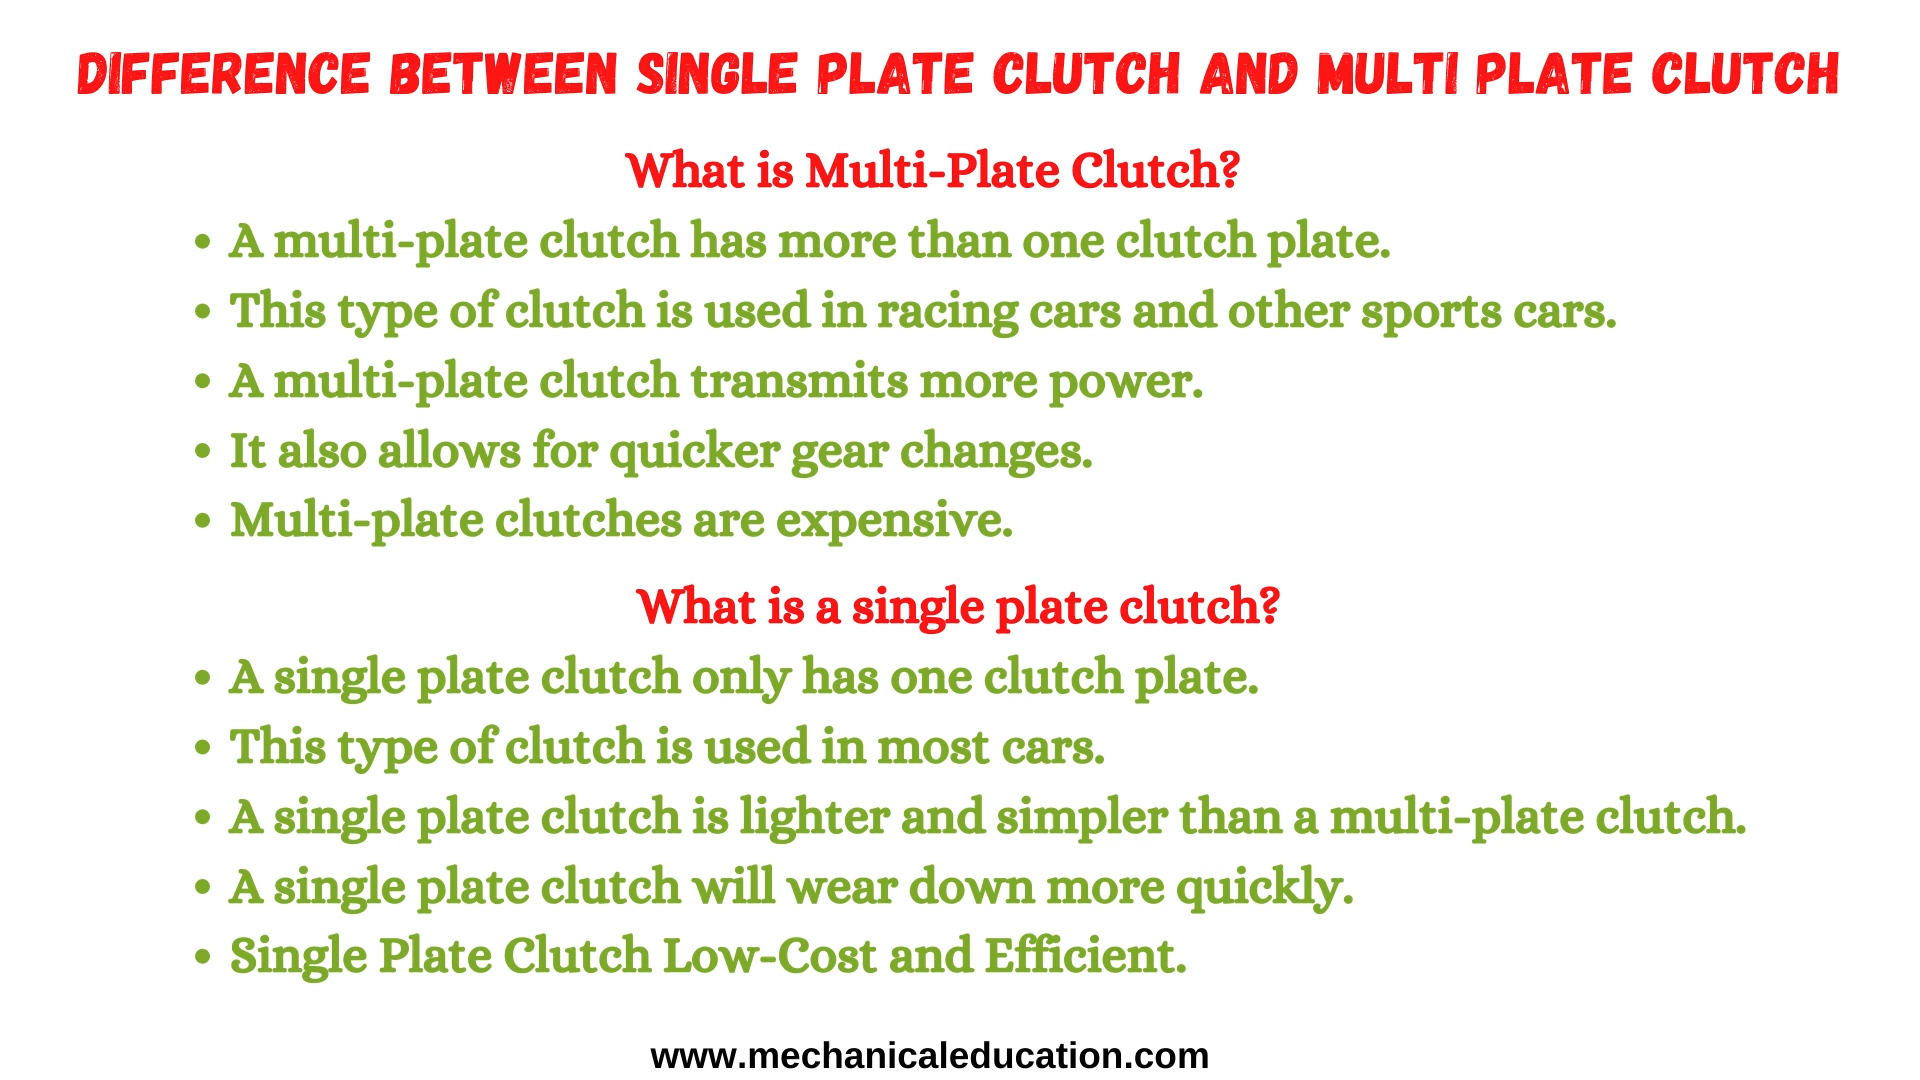 DIFFERENCE BETWEEN SINGLE PLATE CLUTCH AND MULTI PLATE CLUTCH
What is Multi-Plate Clutch?
• A multi-plate clutch has more than one clutch plate.
• This type of clutch is used in racing cars and other sports cars.
• A multi-plate clutch transmits more power.
• It also allows for quicker gear changes.
• Multi-plate clutches are expensive.
What is a single plate clutch?
• A single plate clutch only has one clutch plate.
• This type of clutch is used in most cars.
• A single plate clutch is lighter and simpler than a multi-plate clutch.
• A single plate clutch will wear down more quickly.
• Single Plate Clutch Low-Cost and Efficient.
www.mechanicaleducation.com